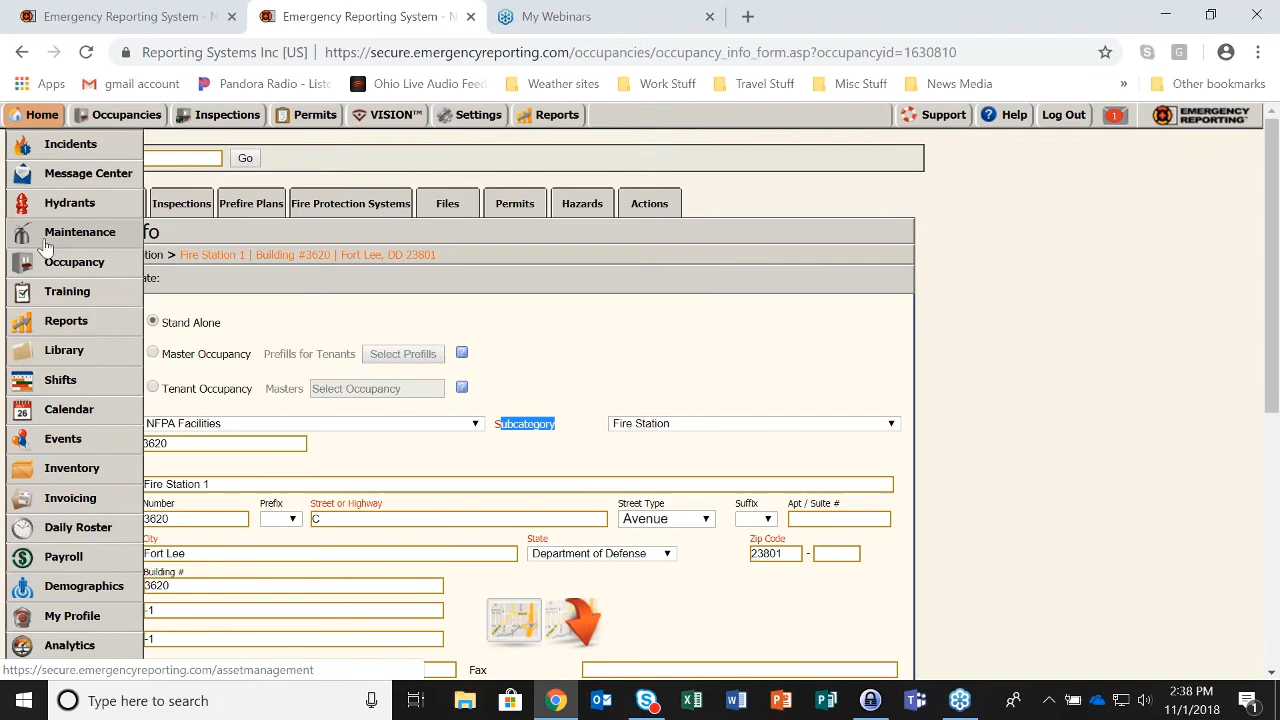 Emergency Reporting System - N
Emergency Reporting System - N
My Webinars
Reporting Systems Inc [US] | https://secure.emergencyreporting.com/occupancies/occupancy_info_form.asp?occupancyid=1630810
Apps gmail account Pandora Radio - Liste Ohio Live Audio Feed Weather sites Work Stuff Travel Stuff Misc Stuff News Media » Other bookmarks
Home Occupancies Inspections Permits VISION™ Settings Reports Support Help Log Out 1 EMERGENCY REPORTING
Incidents
Go
Message Center
Hydrants
Inspections Prefire Plans Fire Protection Systems Files Permits Hazards Actions
Maintenance
fo
tion > Fire Station 1 | Building #3620 | Fort Lee, DD 23801
Occupancy
ate:
Training
Reports
Stand Alone
Library
Master Occupancy Prefills for Tenants Select Prefills ?
Shifts
Tenant Occupancy Masters Select Occupancy ?
Calendar
NFPA Facilities Subcategory Fire Station
Events
3620
Inventory
Fire Station 1
Invoicing
Number Prefix Street or Highway Street Type Suffix Apt / Suite #
3620 C Avenue
Daily Roster
City State Zip Code
Fort Lee Department of Defense 23801 -
Payroll
Building #
3620
Demographics
-1
My Profile
-1
Analytics
Fax
https://secure.emergencyreporting.com/assetmanagement
Type here to search
2:38 PM
11/1/2018
1